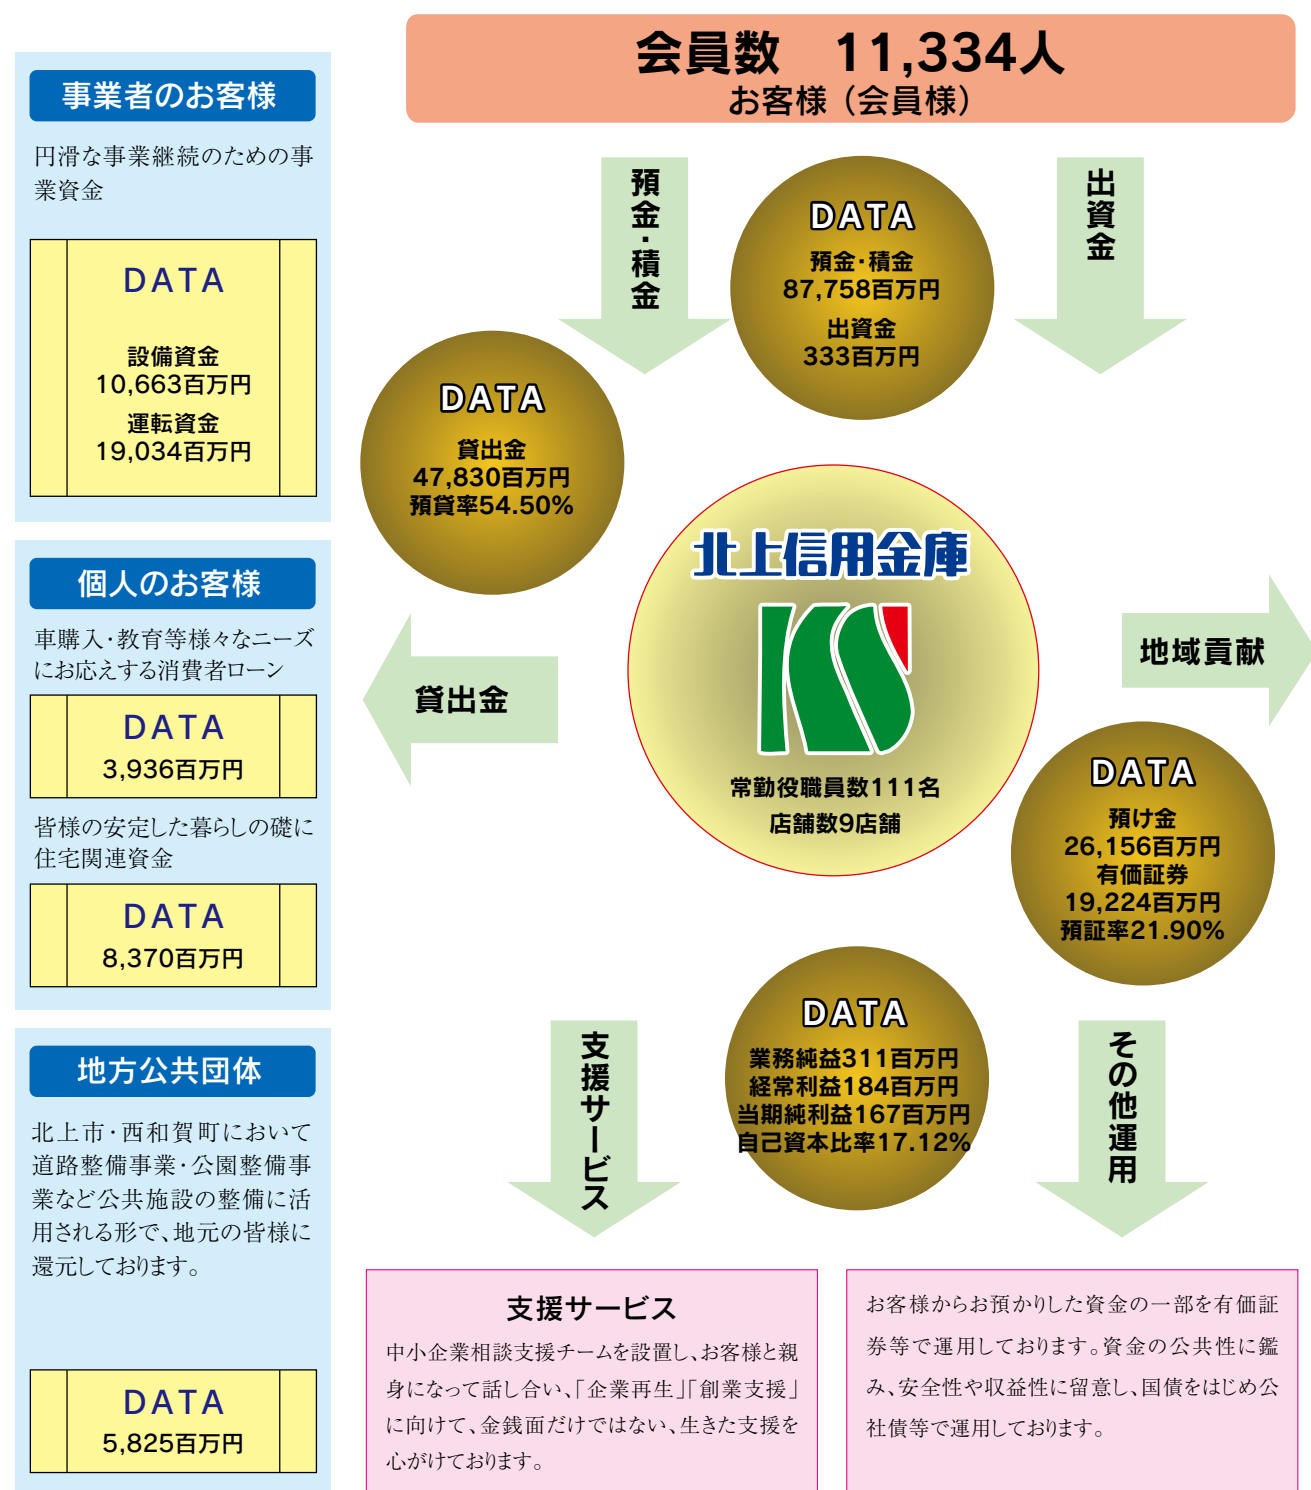 会員数　11,334人
お客様（会員様）
事業者のお客様
円滑な事業継続のための事
業資金
DATA
設備資金
10,663百万円
運転資金
19,034百万円
個人のお客様
車購入・教育等様々なニーズ
にお応えする消費者ローン
DATA
3,936百万円
皆様の安定した暮らしの礎に
住宅関連資金
DATA
8,370百万円
地方公共団体
北上市・西和賀町において
道路整備事業・公園整備事
業など公共施設の整備に活
用される形で、地元の皆様に
還元しております。
DATA
5,825百万円
預金・積金
DATA
預金・積金
87,758百万円
出資金
333百万円
出資金
DATA
貸出金
47,830百万円
預貸率54.50%
北上信用金庫
KS
常勤役職員数111名
店舗数9店舗
貸出金
地域貢献
DATA
預け金
26,156百万円
有価証券
19,224百万円
預証率21.90%
支援サービス
DATA
業務純益311百万円
経常利益184百万円
当期純利益167百万円
自己資本比率17.12%
その他運用
支援サービス
中小企業相談支援チームを設置し、お客様と親
身になって話し合い、「企業再生」「創業支援」
に向けて、金銭面だけではない、生きた支援を
心がけております。
お客様からお預かりした資金の一部を有価証
券等で運用しております。資金の公共性に鑑
み、安全性や収益性に留意し、国債をはじめ公
社債等で運用しております。